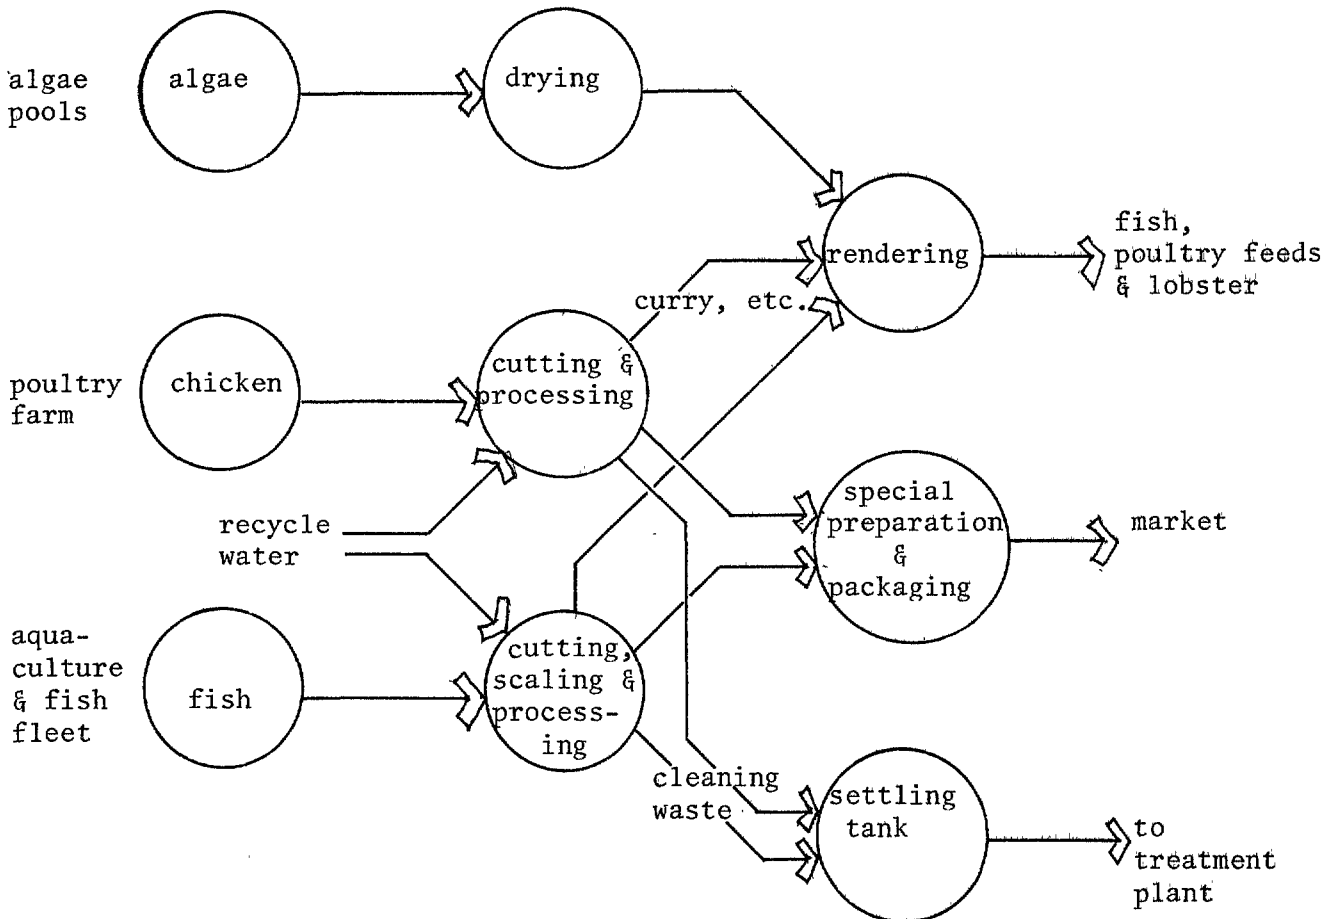 algae
pools
algae
drying
rendering
fish,
poultry feeds
& lobster
curry, etc.
poultry
farm
chicken
cutting &
processing
recycle
water
special
preparation
&
packaging
market
aqua-
culture
& fish
fleet
fish
cutting,
scaling &
process-
ing
cleaning
waste
settling
tank
to
treatment
plant